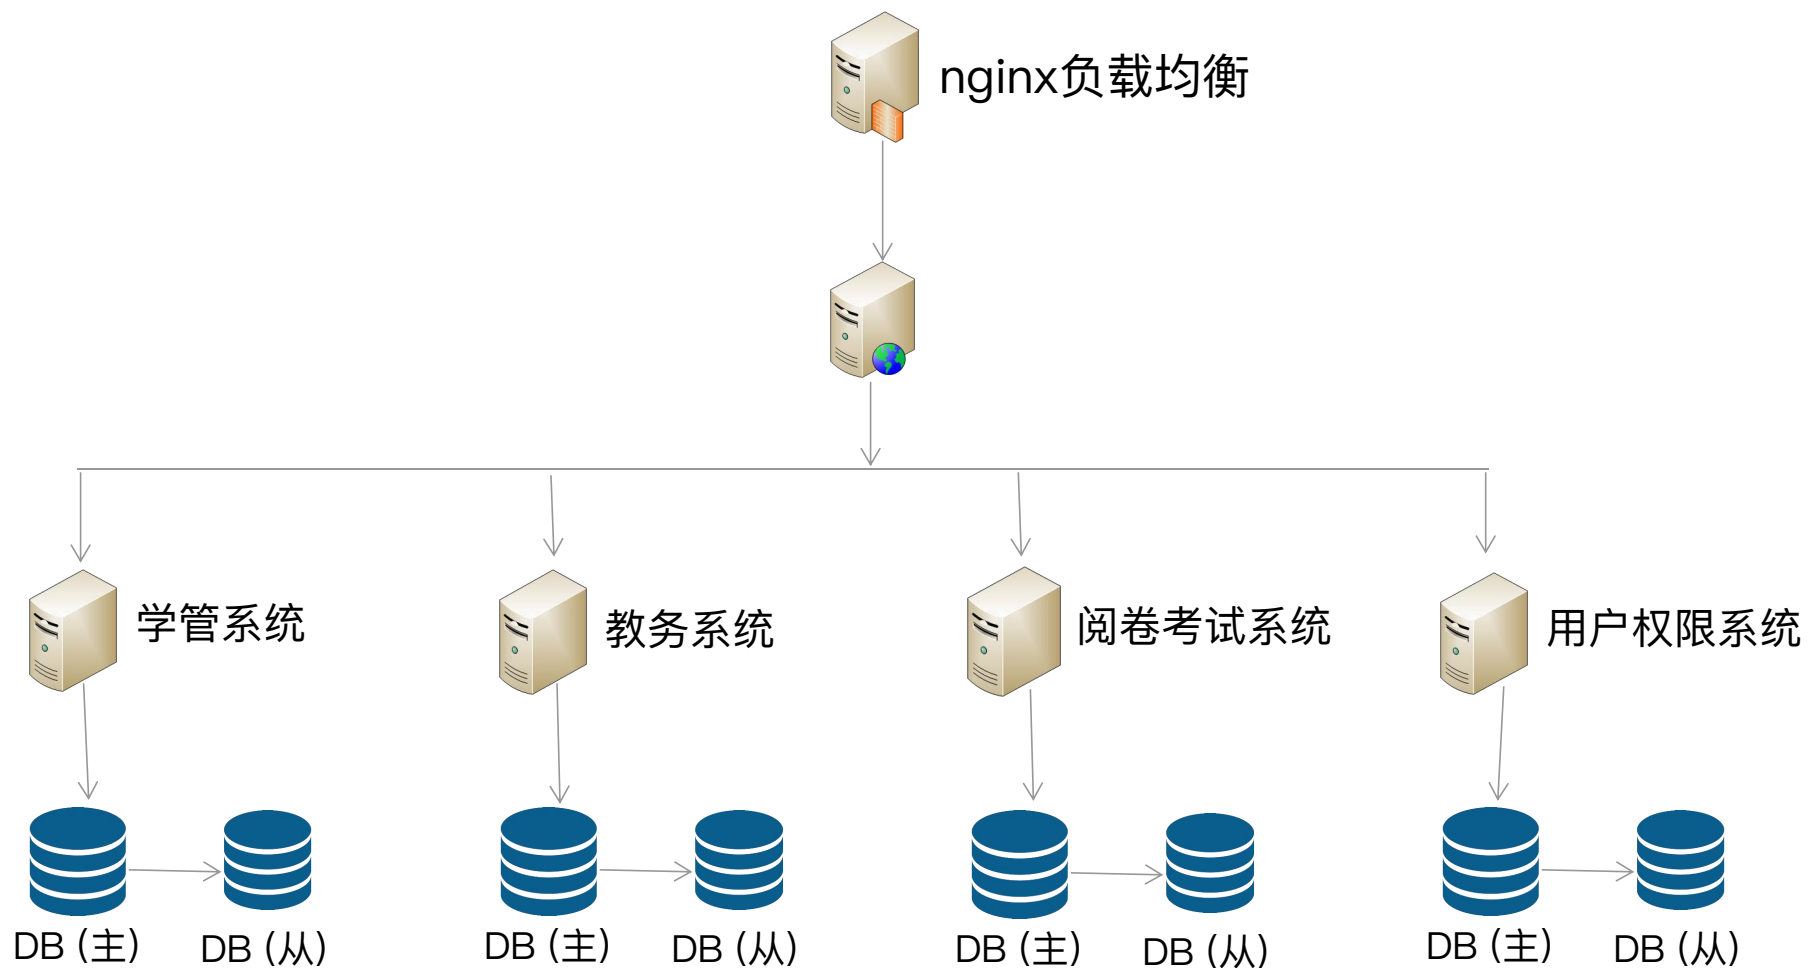 nginx负载均衡
学管系统
教务系统
阅卷考试系统
用户权限系统
DB (主)
DB (从)
DB (主)
DB (从)
DB (主)
DB (从)
DB (主)
DB (从)